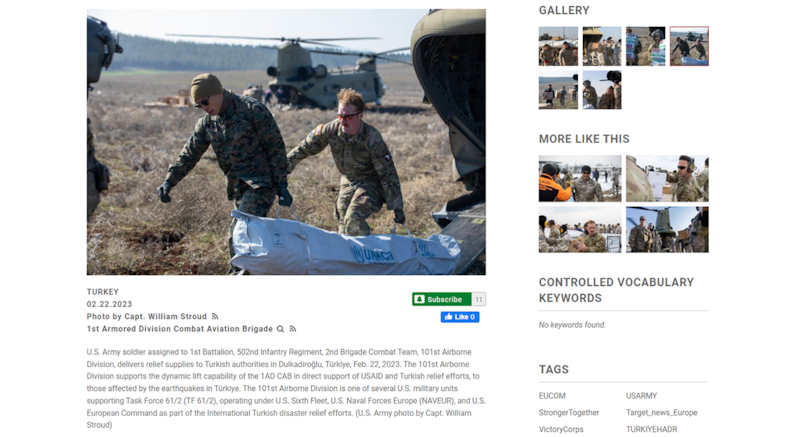 UNHCR
TURKEY
02.22.2023
Photo by Capt. William Stroud
1st Armored Division Combat Aviation Brigade
Subscribe 11
Like 0
U.S. Army soldier assigned to 1st Battalion, 502nd Infantry Regiment, 2nd Brigade Combat Team, 101st Airborne
Division, delivers relief supplies to Turkish authorities in Dulkadiroğlu, Türkiye, Feb. 22, 2023. The 101st Airborne
Division supports the dynamic lift capability of the 1AD CAB in direct support of USAID and Turkish relief efforts, to
those affected by the earthquakes in Türkiye. The 101st Airborne Division is one of several U.S. military units
supporting Task Force 61/2 (TF 61/2), operating under U.S. Sixth Fleet, U.S. Naval Forces Europe (NAVEUR), and U.S.
European Command as part of the International Turkish disaster relief efforts. (U.S. Army photo by Capt. William
Stroud)
GALLERY
MORE LIKE THIS
CONTROLLED VOCABULARY
KEYWORDS
No keywords found.
TAGS
EUCOM USARMY
StrongerTogether Target_news_Europe
VictoryCorps TURKIYEHADR